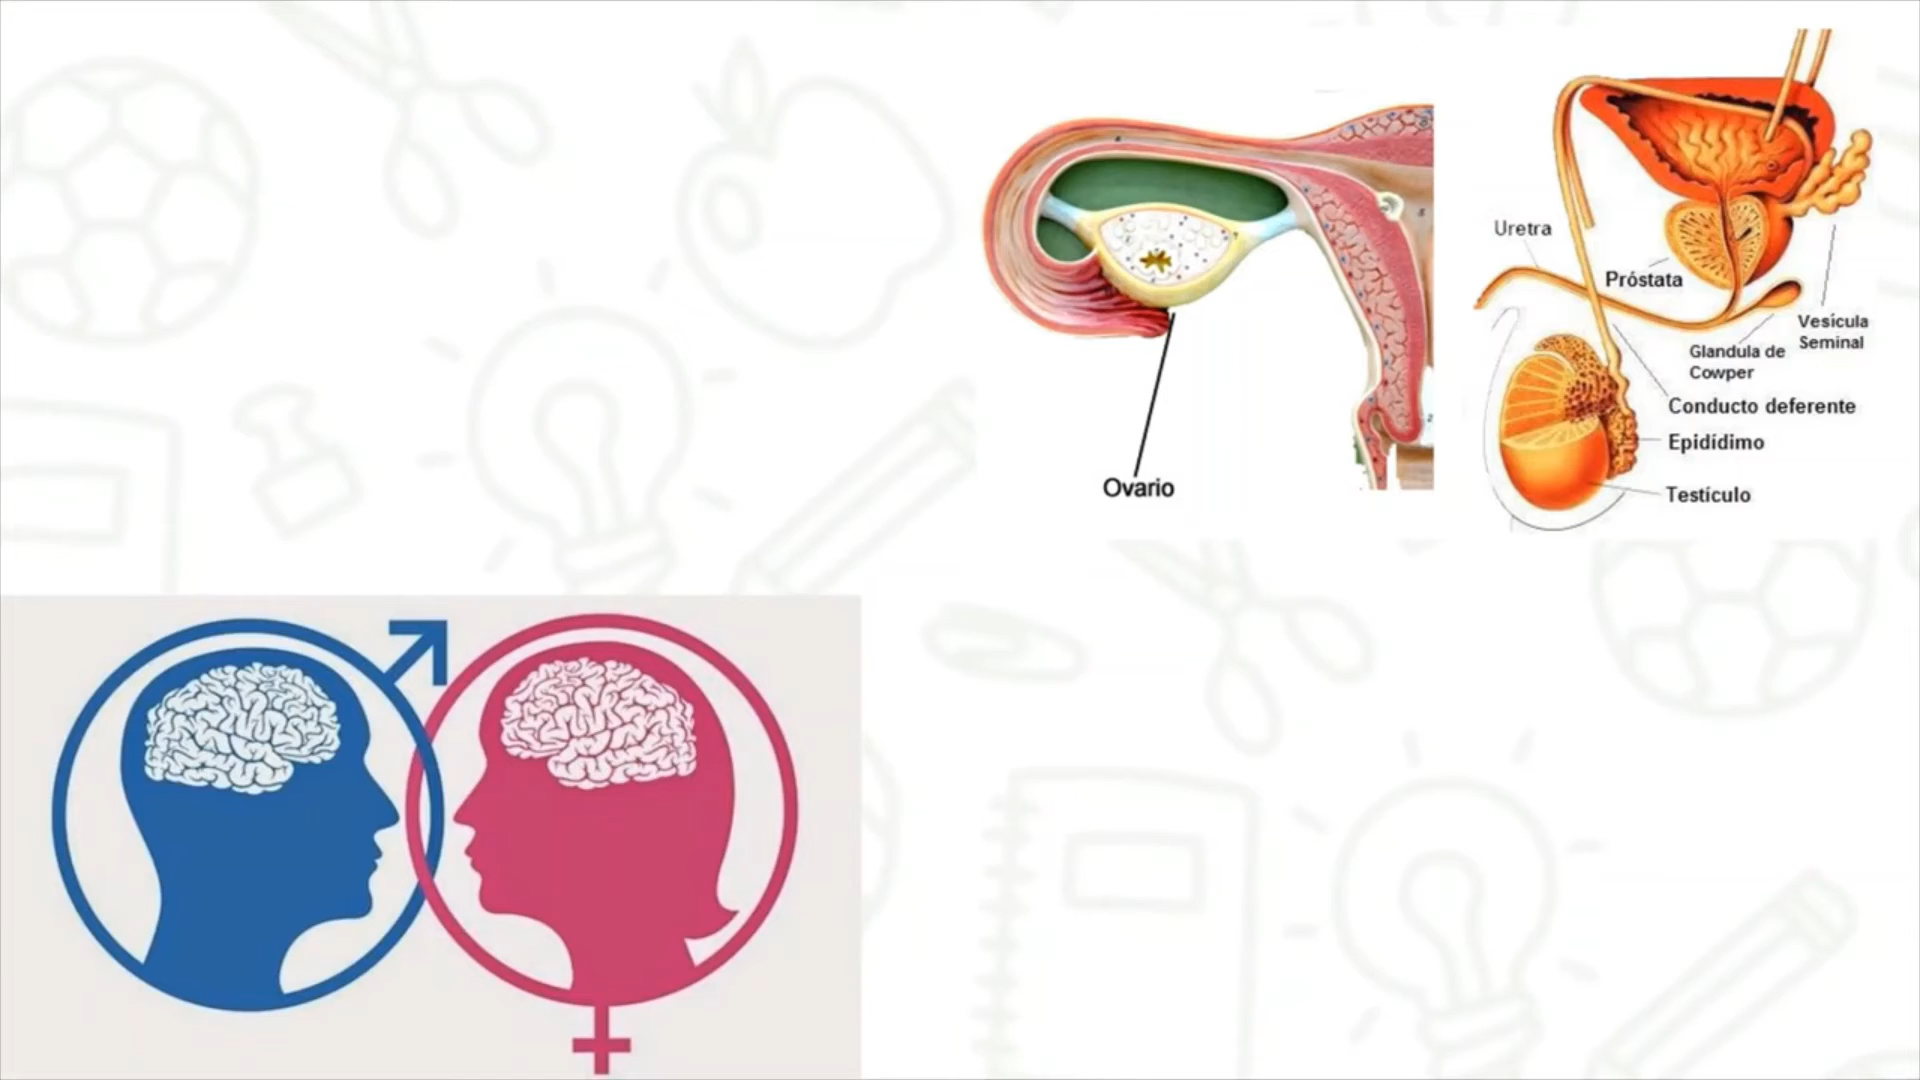 Ovario
Uretra
Próstata
Vesícula
Seminal
Glandula de
Cowper
Conducto deferente
Epidídimo
Testículo